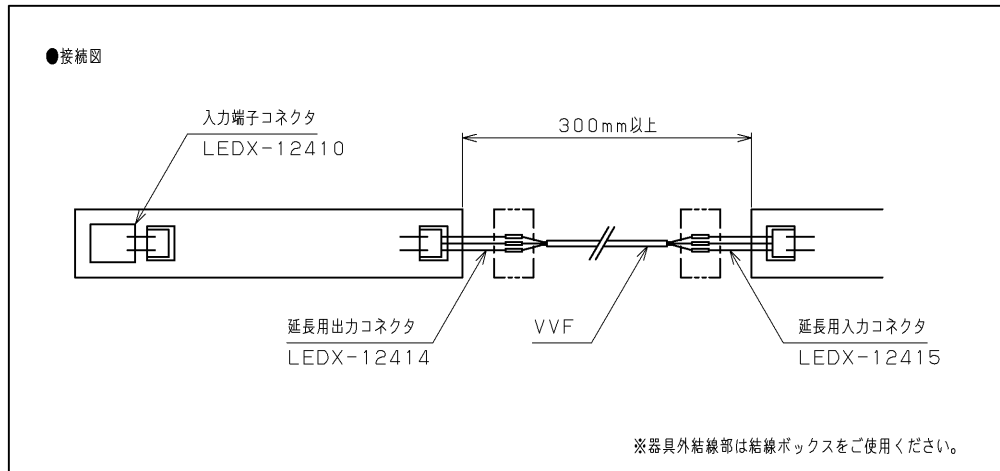 ●接続図
入力端子コネクタ
LEDX-12410
300mm以上
延長用出力コネクタ
LEDX-12414
VVF
延長用入力コネクタ
LEDX-12415
※器具外結線部は結線ボックスをご使用ください。